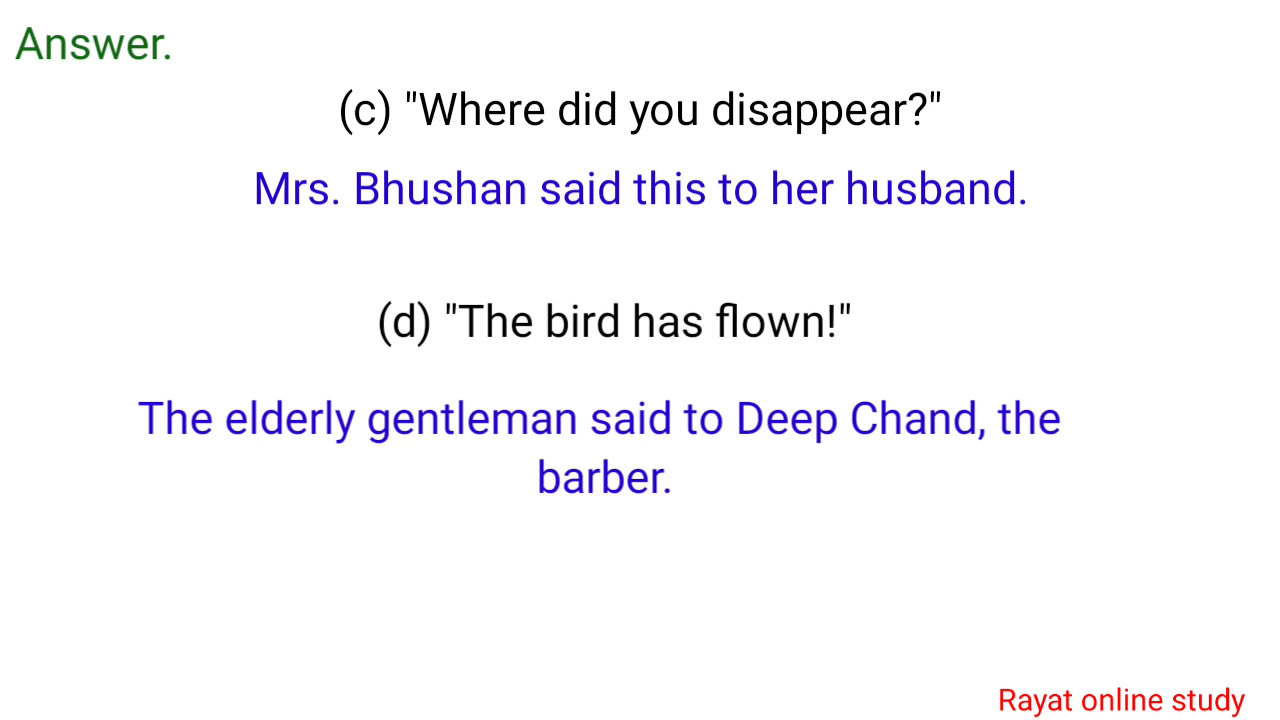 Answer.
(c) "Where did you disappear?"
Mrs. Bhushan said this to her husband.
(d) "The bird has flown!"
The elderly gentleman said to Deep Chand, the
barber.
Rayat online study